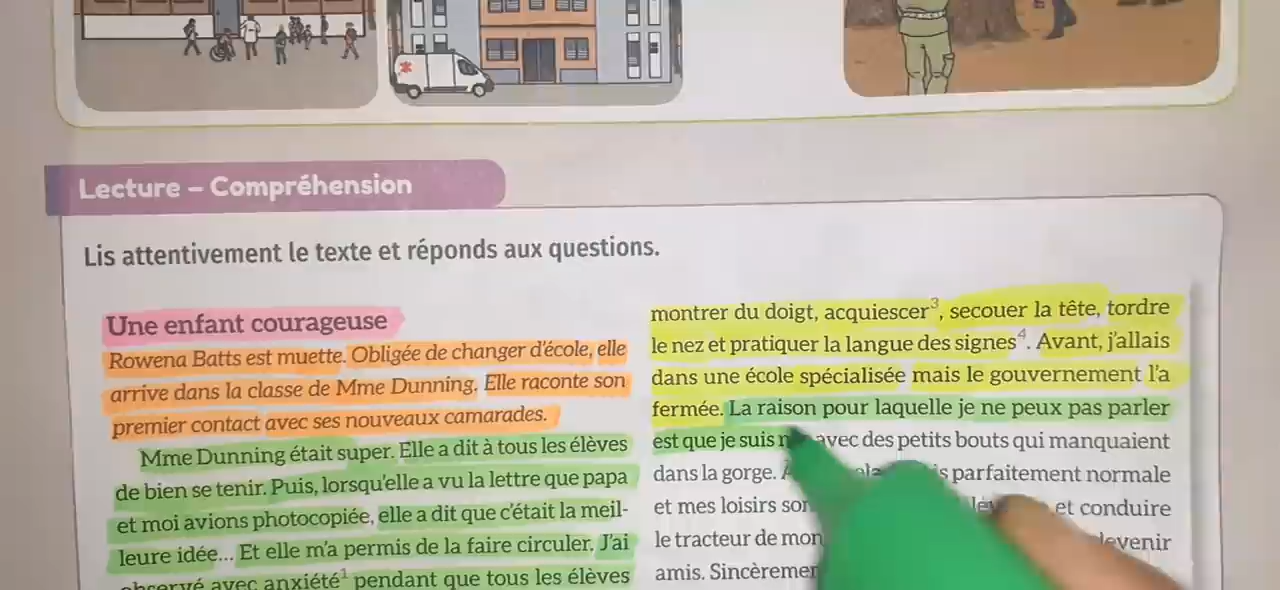 Lecture – Compréhension
Lis attentivement le texte et réponds aux questions.
Une enfant courageuse
Rowena Batts est muette. Obligée de changer d'école, elle
arrive dans la classe de Mme Dunning. Elle raconte son
premier contact avec ses nouveaux camarades.
Mme Dunning était super. Elle a dit à tous les élèves
de bien se tenir. Puis, lorsqu'elle a vu la lettre que papa
et moi avions photocopiée, elle a dit que c'était la meil-
leure idée... Et elle m'a permis de la faire circuler. J'ai
observé avec anxiété¹ pendant que tous les élèves
montrer du doigt, acquiescer³, secouer la tête, tordre
le nez et pratiquer la langue des signes⁴. Avant, j'allais
dans une école spécialisée mais le gouvernement l'a
fermée. La raison pour laquelle je ne peux pas parler
est que je suis avec des petits bouts qui manquaient
dans la gorge. parfaitement normale
et mes loisirs et conduire
le tracteur de mon devenir
amis.